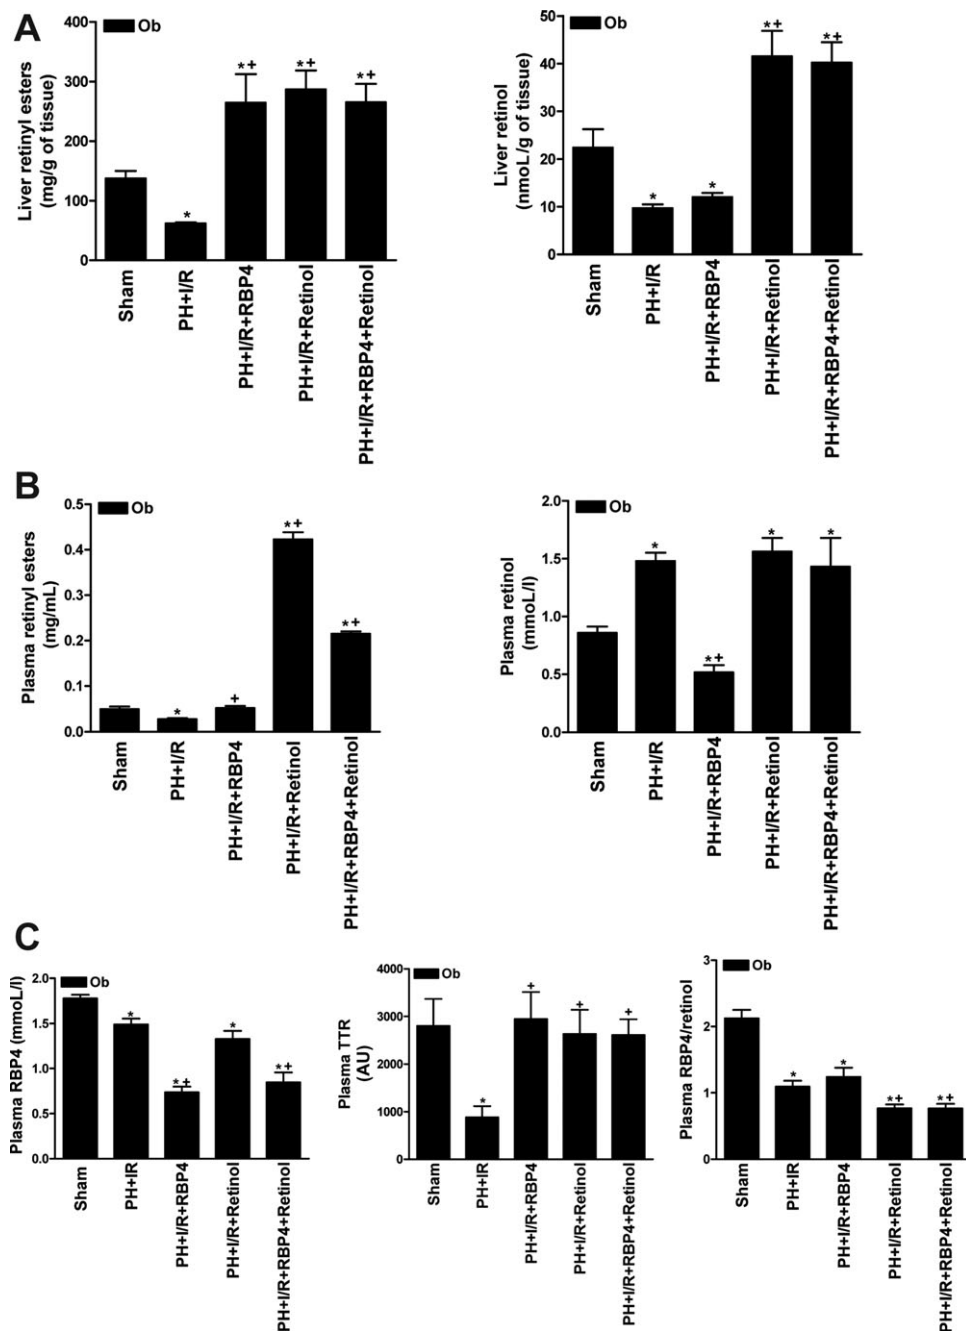 A
Ob
Liver retinyl esters
(mg/g of tissue)
400
300
200
100
0
* *+ *+ *+
Sham
PH+I/R
PH+I/R+RBP4
PH+I/R+Retinol
PH+I/R+RBP4+Retinol
Ob
Liver retinol
(nmoL/g of tissue)
50
40
30
20
10
0
* * *+ *+
Sham
PH+I/R
PH+I/R+RBP4
PH+I/R+Retinol
PH+I/R+RBP4+Retinol
B
Ob
Plasma retinyl esters
(mg/mL)
0.5
0.4
0.3
0.2
0.1
0.0
* + *+ *+
Sham
PH+I/R
PH+I/R+RBP4
PH+I/R+Retinol
PH+I/R+RBP4+Retinol
Ob
Plasma retinol
(mmoL/l)
2.0
1.5
1.0
0.5
0.0
* *+ * *
Sham
PH+I/R
PH+I/R+RBP4
PH+I/R+Retinol
PH+I/R+RBP4+Retinol
C
Ob
Plasma RBP4 (mmoL/l)
2.0
1.5
1.0
0.5
0.0
* *+ * *+
Sham
PH+IR
PH+I/R+RBP4
PH+I/R+Retinol
PH+I/R+RBP4+Retinol
Ob
Plasma TTR
(AU)
4000
3000
2000
1000
0
* + + +
Sham
PH+IR
PH+I/R+RBP4
PH+I/R+Retinol
PH+I/R+RBP4+Retinol
Ob
Plasma RBP4/retinol
3
2
1
0
* * *+ *+
Sham
PH+I/R
PH+I/R+RBP4
PH+I/R+Retinol
PH+I/R+RBP4+Retinol